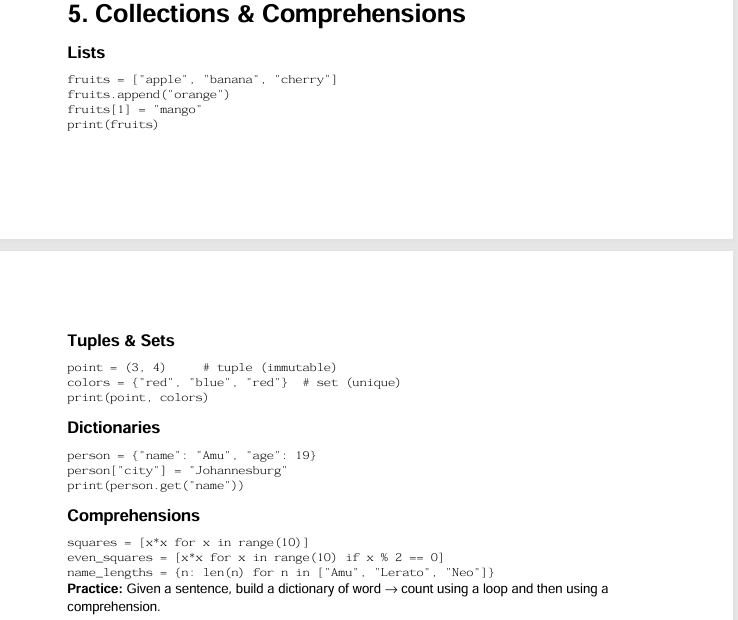 5. Collections & Comprehensions
Lists
fruits = ["apple", "banana", "cherry"]
fruits.append("orange")
fruits[1] = "mango"
print(fruits)
Tuples & Sets
point = (3, 4)     # tuple (immutable)
colors = {"red", "blue", "red"}  # set (unique)
print(point, colors)
Dictionaries
person = {"name": "Amu", "age": 19}
person["city"] = "Johannesburg"
print(person.get("name"))
Comprehensions
squares = [x*x for x in range(10)]
even_squares = [x*x for x in range(10) if x % 2 == 0]
name_lengths = {n: len(n) for n in ["Amu", "Lerato", "Neo"]}
Practice: Given a sentence, build a dictionary of word → count using a loop and then using a
comprehension.